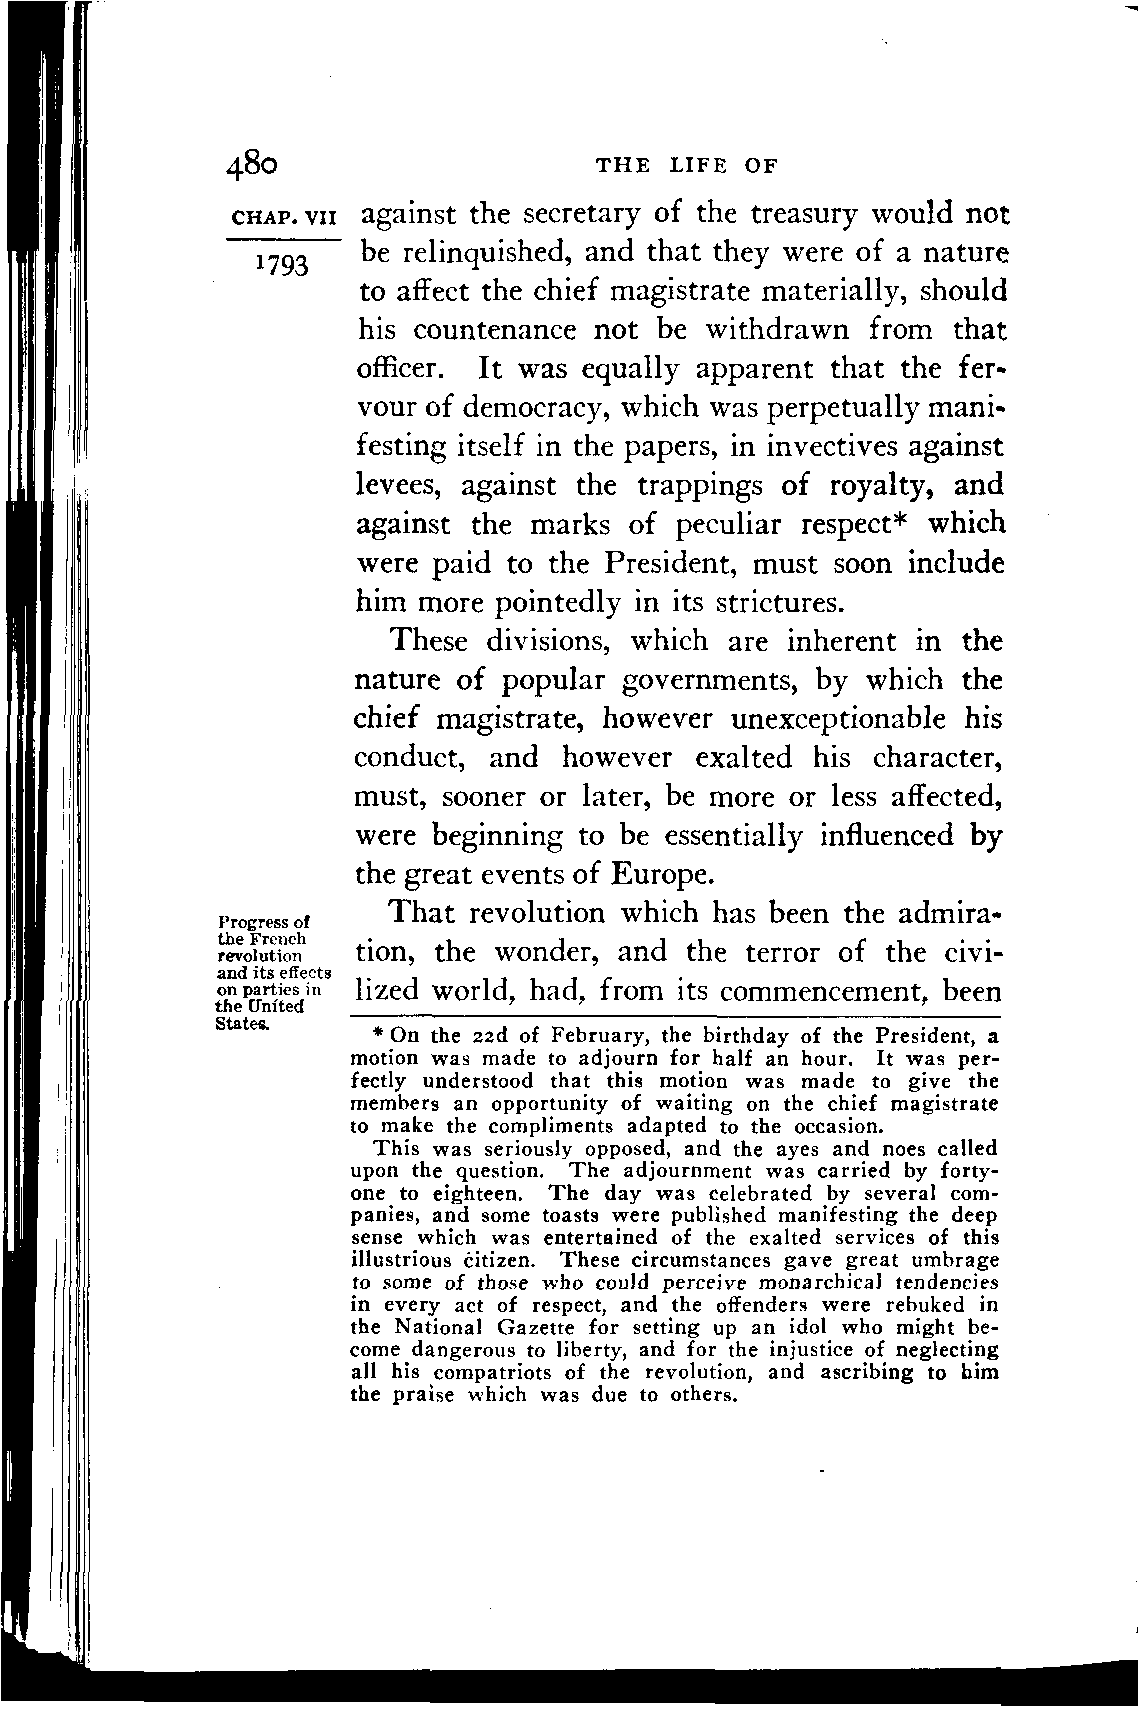 480 THE LIFE OF
CHAP. VII
1793
against the secretary of the treasury would not
be relinquished, and that they were of a nature
to affect the chief magistrate materially, should
his countenance not be withdrawn from that
officer. It was equally apparent that the fer-
vour of democracy, which was perpetually mani-
festing itself in the papers, in invectives against
levees, against the trappings of royalty, and
against the marks of peculiar respect* which
were paid to the President, must soon include
him more pointedly in its strictures.
These divisions, which are inherent in the
nature of popular governments, by which the
chief magistrate, however unexceptionable his
conduct, and however exalted his character,
must, sooner or later, be more or less affected,
were beginning to be essentially influenced by
the great events of Europe.
Progress of
the French
revolution
and its effects
on parties in
the United
States.
That revolution which has been the admira-
tion, the wonder, and the terror of the civi-
lized world, had, from its commencement, been
* On the 22d of February, the birthday of the President, a
motion was made to adjourn for half an hour. It was per-
fectly understood that this motion was made to give the
members an opportunity of waiting on the chief magistrate
to make the compliments adapted to the occasion.
This was seriously opposed, and the ayes and noes called
upon the question. The adjournment was carried by forty-
one to eighteen. The day was celebrated by several com-
panies, and some toasts were published manifesting the deep
sense which was entertained of the exalted services of this
illustrious citizen. These circumstances gave great umbrage
to some of those who could perceive monarchical tendencies
in every act of respect, and the offenders were rebuked in
the National Gazette for setting up an idol who might be-
come dangerous to liberty, and for the injustice of neglecting
all his compatriots of the revolution, and ascribing to him
the praise which was due to others.